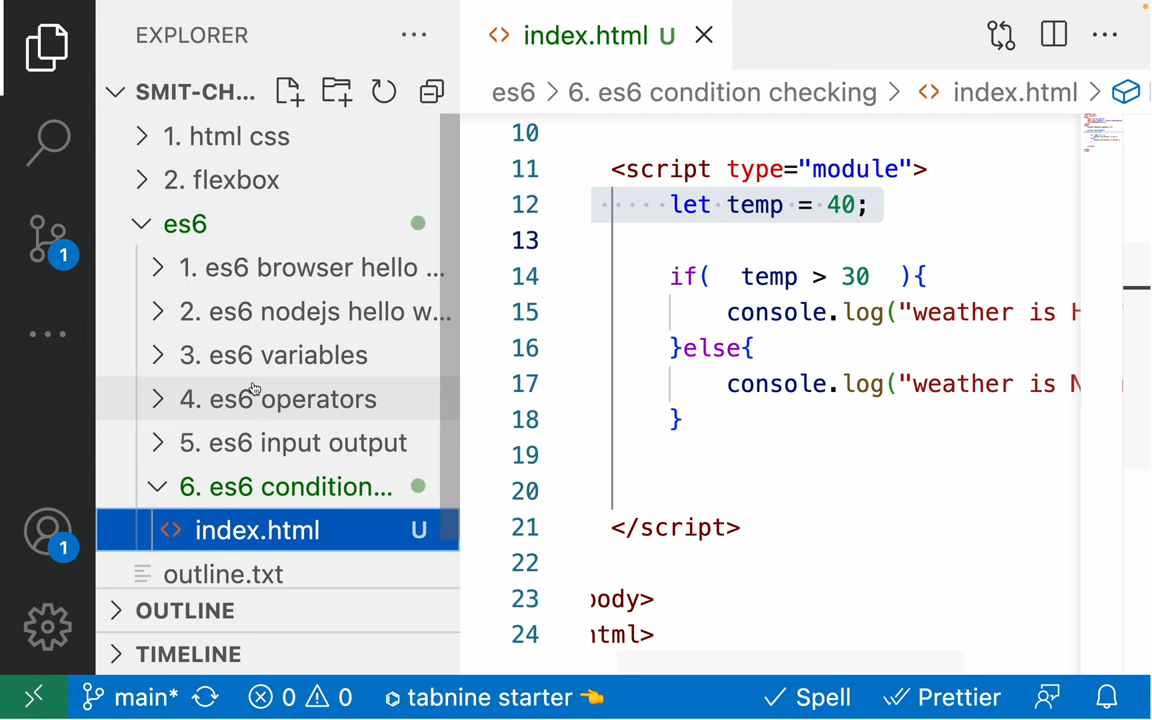 EXPLORER
SMIT-CH...
1. html css
2. flexbox
es6
1. es6 browser hello ...
2. es6 nodejs hello w...
3. es6 variables
4. es6 operators
5. es6 input output
6. es6 condition...
index.html U
outline.txt
OUTLINE
TIMELINE
1
1
index.html U
es6 > 6. es6 condition checking > index.html >
10
11 <script type="module">
12 let temp = 40;
13
14 if( temp > 30 ){
15 console.log("weather is H
16 }else{
17 console.log("weather is N
18 }
19
20
21 </script>
22
23 body>
24 html>
main* 0 0 tabnine starter Spell Prettier